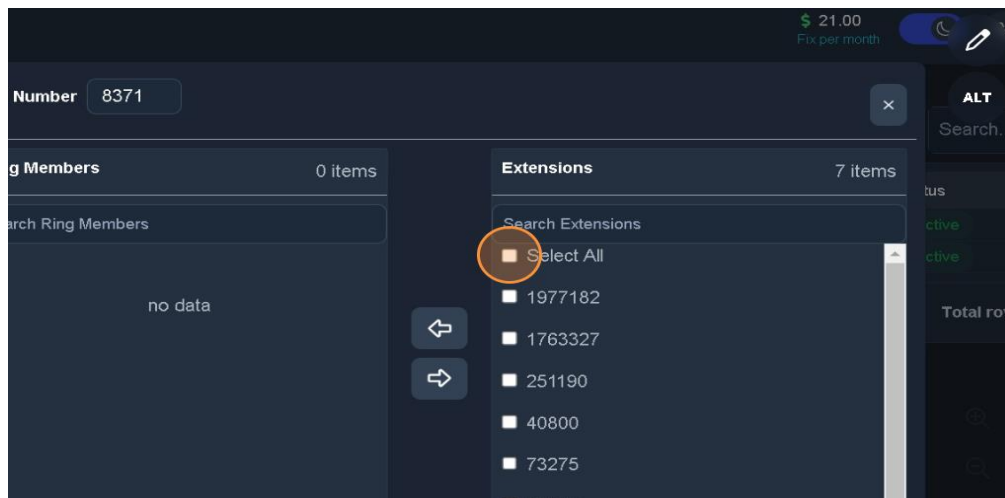 $ 21.00
Fix per month
ALT
Number 8371
×
Search.
g Members 0 items
Extensions 7 items
tus
arch Ring Members
Search Extensions
ctive
Select All
ctive
no data
1977182
Total ro
1763327
251190
40800
73275